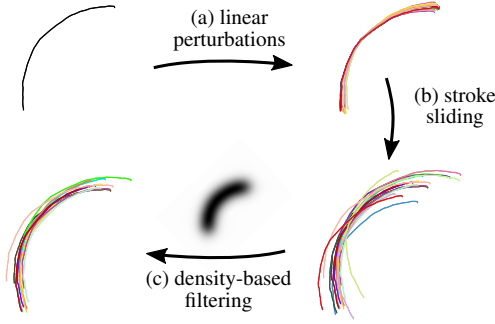 (a) linear
perturbations
(b) stroke
sliding
(c) density-based
filtering